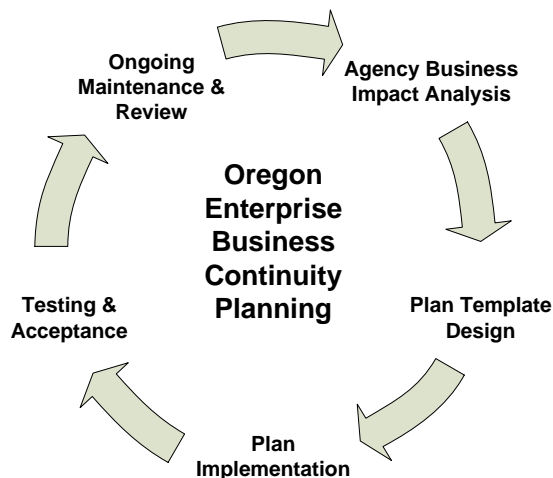 Ongoing
Maintenance &
Review
Agency Business
Impact Analysis
Oregon
Enterprise
Business
Continuity
Planning
Testing &
Acceptance
Plan Template
Design
Plan
Implementation